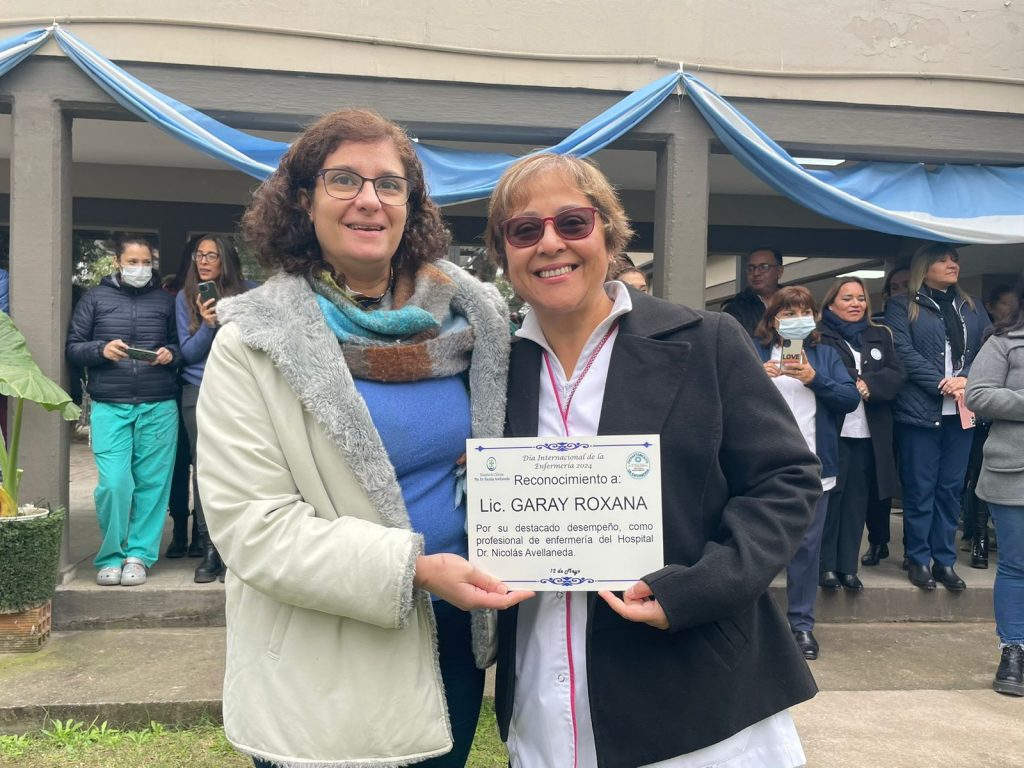 Día Internacional de la
Enfermería 2024
Reconocimiento a:
Lic. GARAY ROXANA
Por su destacado desempeño, como
profesional de enfermería del Hospital
Dr. Nicolás Avellaneda.
12 de Mayo
LOVE